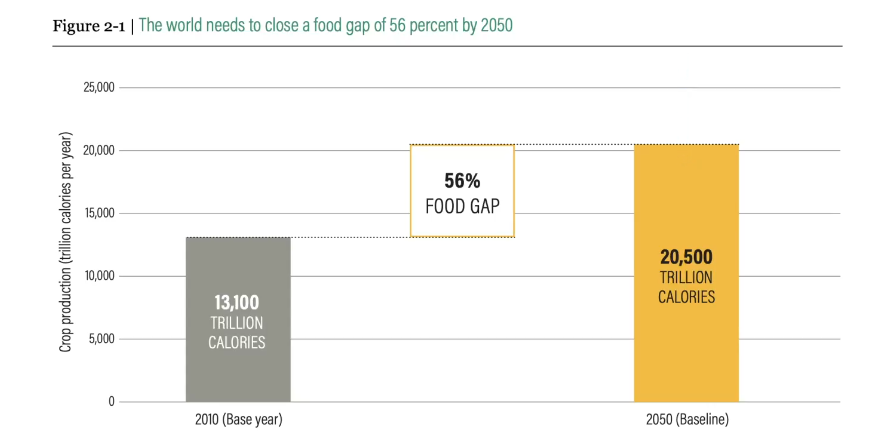 Figure 2-1 | The world needs to close a food gap of 56 percent by 2050
Crop production (trillion calories per year)
25,000
20,000
15,000
10,000
5,000
0
13,100
TRILLION
CALORIES
56%
FOOD GAP
20,500
TRILLION
CALORIES
2010 (Base year)
2050 (Baseline)